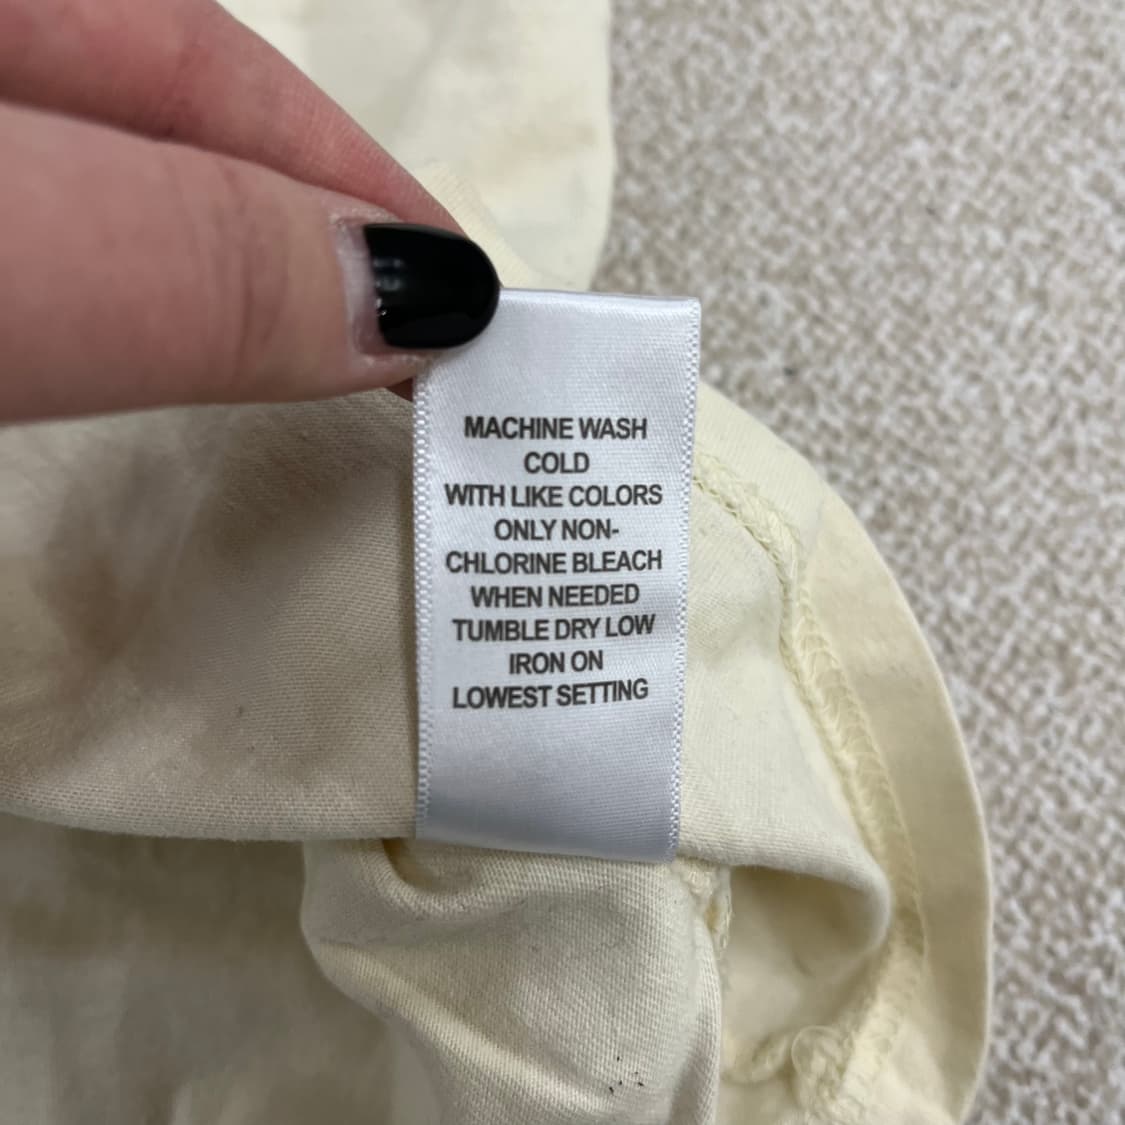 MACHINE WASH
COLD
WITH LIKE COLORS
ONLY NON-
CHLORINE BLEACH
WHEN NEEDED
TUMBLE DRY LOW
IRON ON
LOWEST SETTING